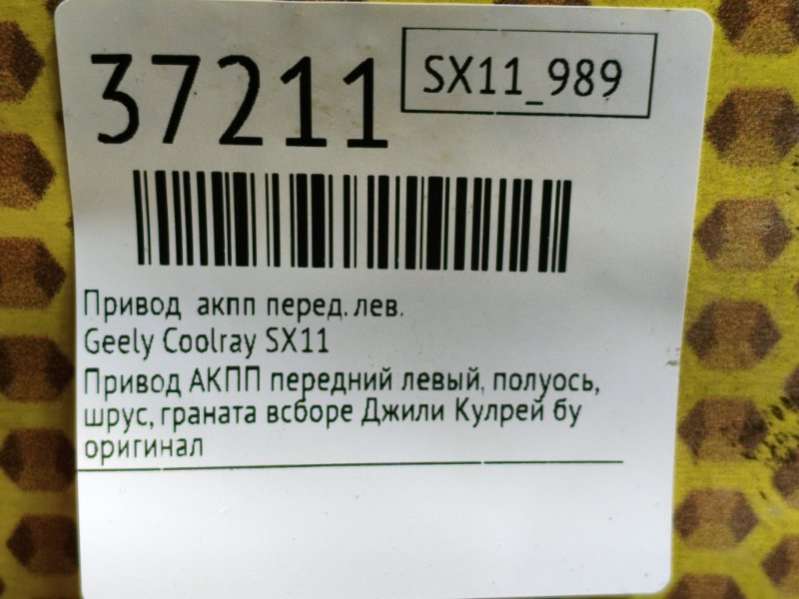 37211
SX11_989
Привод акпп перед. лев.
Geely Coolray SX11
Привод АКПП передний левый, полуось,
шрус, граната всборе Джили Кулрей бу
оригинал